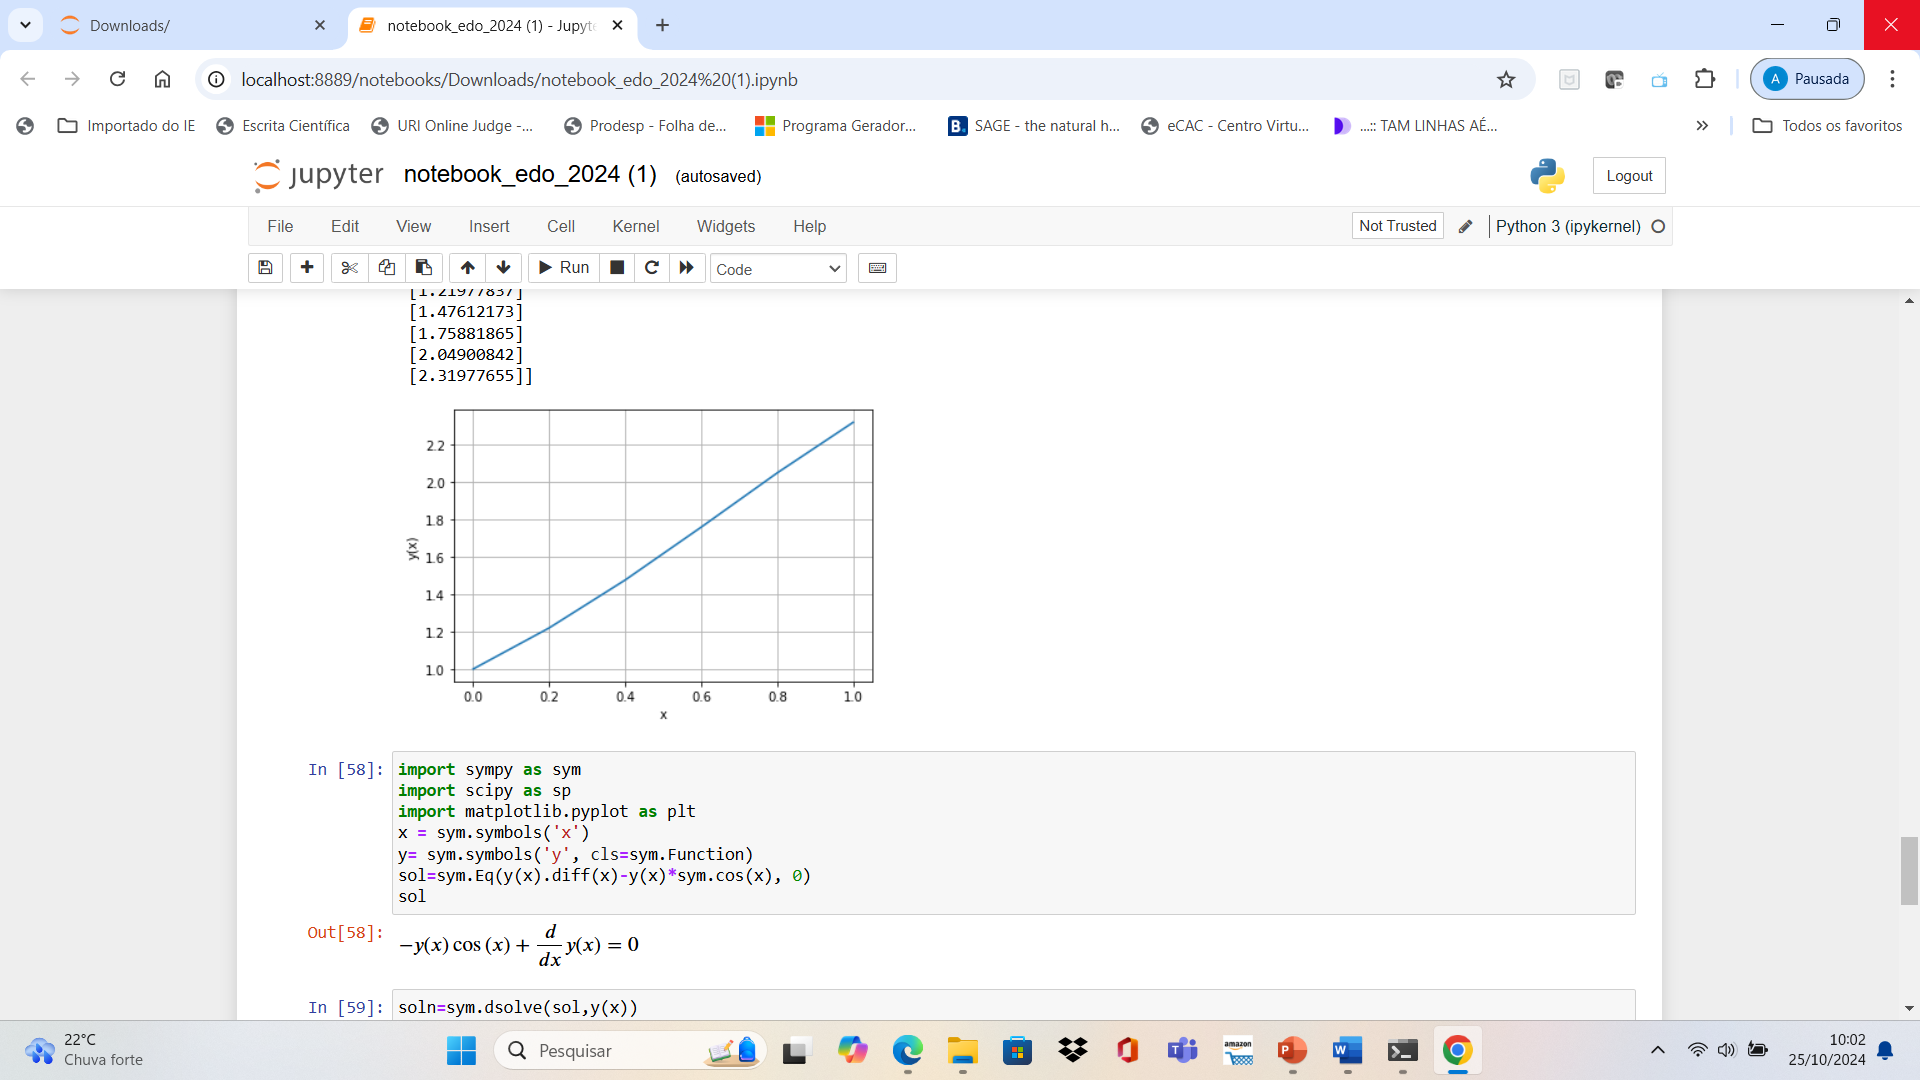 Downloads/
notebook_edo_2024 (1) - Jupyte
localhost:8889/notebooks/Downloads/notebook_edo_2024%20(1).ipynb
A Pausada
Importado do IE
Escrita Científica
URI Online Judge -...
Prodesp - Folha de...
Programa Gerador...
B. SAGE - the natural h...
eCAC - Centro Virtu...
...:: TAM LINHAS AÉ...
Todos os favoritos
jupyter notebook_edo_2024 (1) (autosaved)
Logout
File Edit View Insert Cell Kernel Widgets Help
Not Trusted
Python 3 (ipykernel)
Run
Code
[1.21977837]
[1.47612173]
[1.75881865]
[2.04900842]
[2.31977655]]
2.2
2.0
1.8
1.6
1.4
1.2
1.0
y(x)
0.0 0.2 0.4 0.6 0.8 1.0
x
In [58]:
import sympy as sym
import scipy as sp
import matplotlib.pyplot as plt
x = sym.symbols('x')
y= sym.symbols('y', cls=sym.Function)
sol=sym.Eq(y(x).diff(x)-y(x)*sym.cos(x), 0)
sol
Out[58]:
−y(x) cos (x) + d/dx y(x) = 0
In [59]: soln=sym.dsolve(sol,y(x))
22°C
Chuva forte
Pesquisar
amazon
10:02
25/10/2024